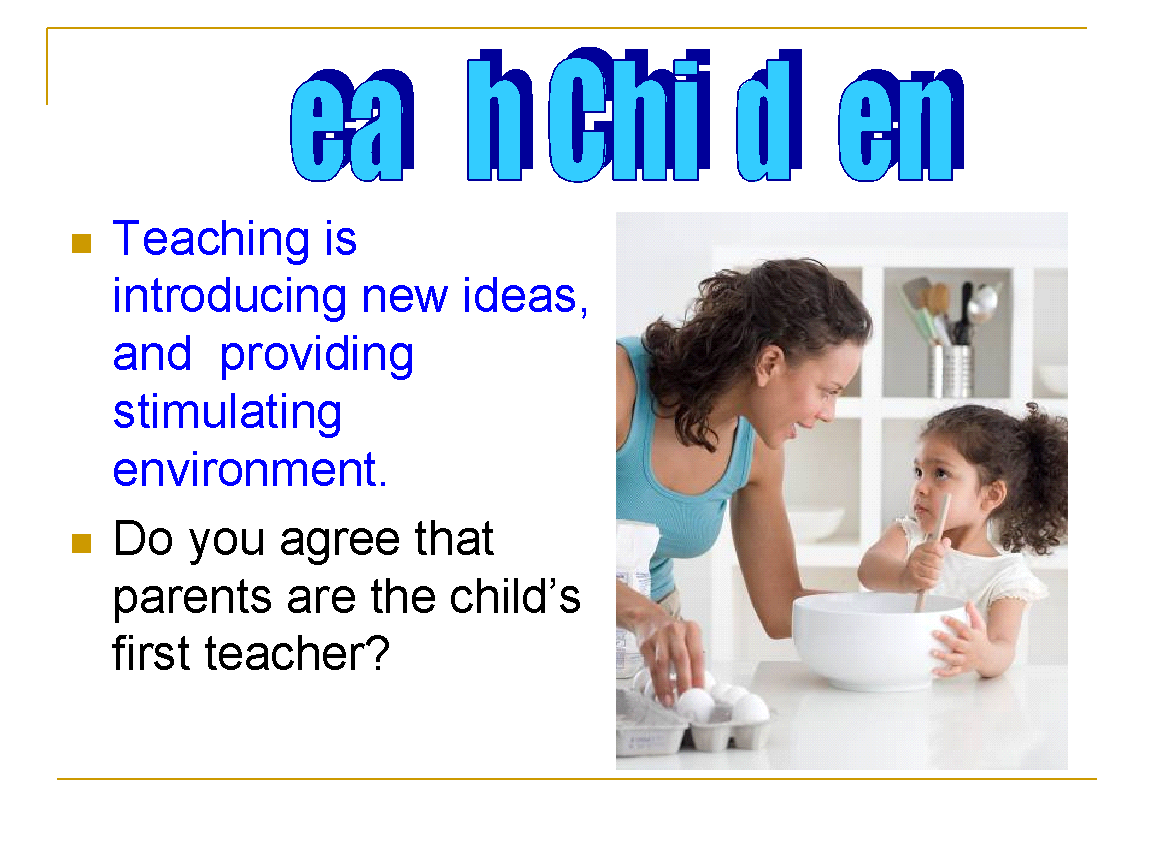 ea h Chi d en
Teaching is
introducing new ideas,
and providing
stimulating
environment.
Do you agree that
parents are the child’s
first teacher?